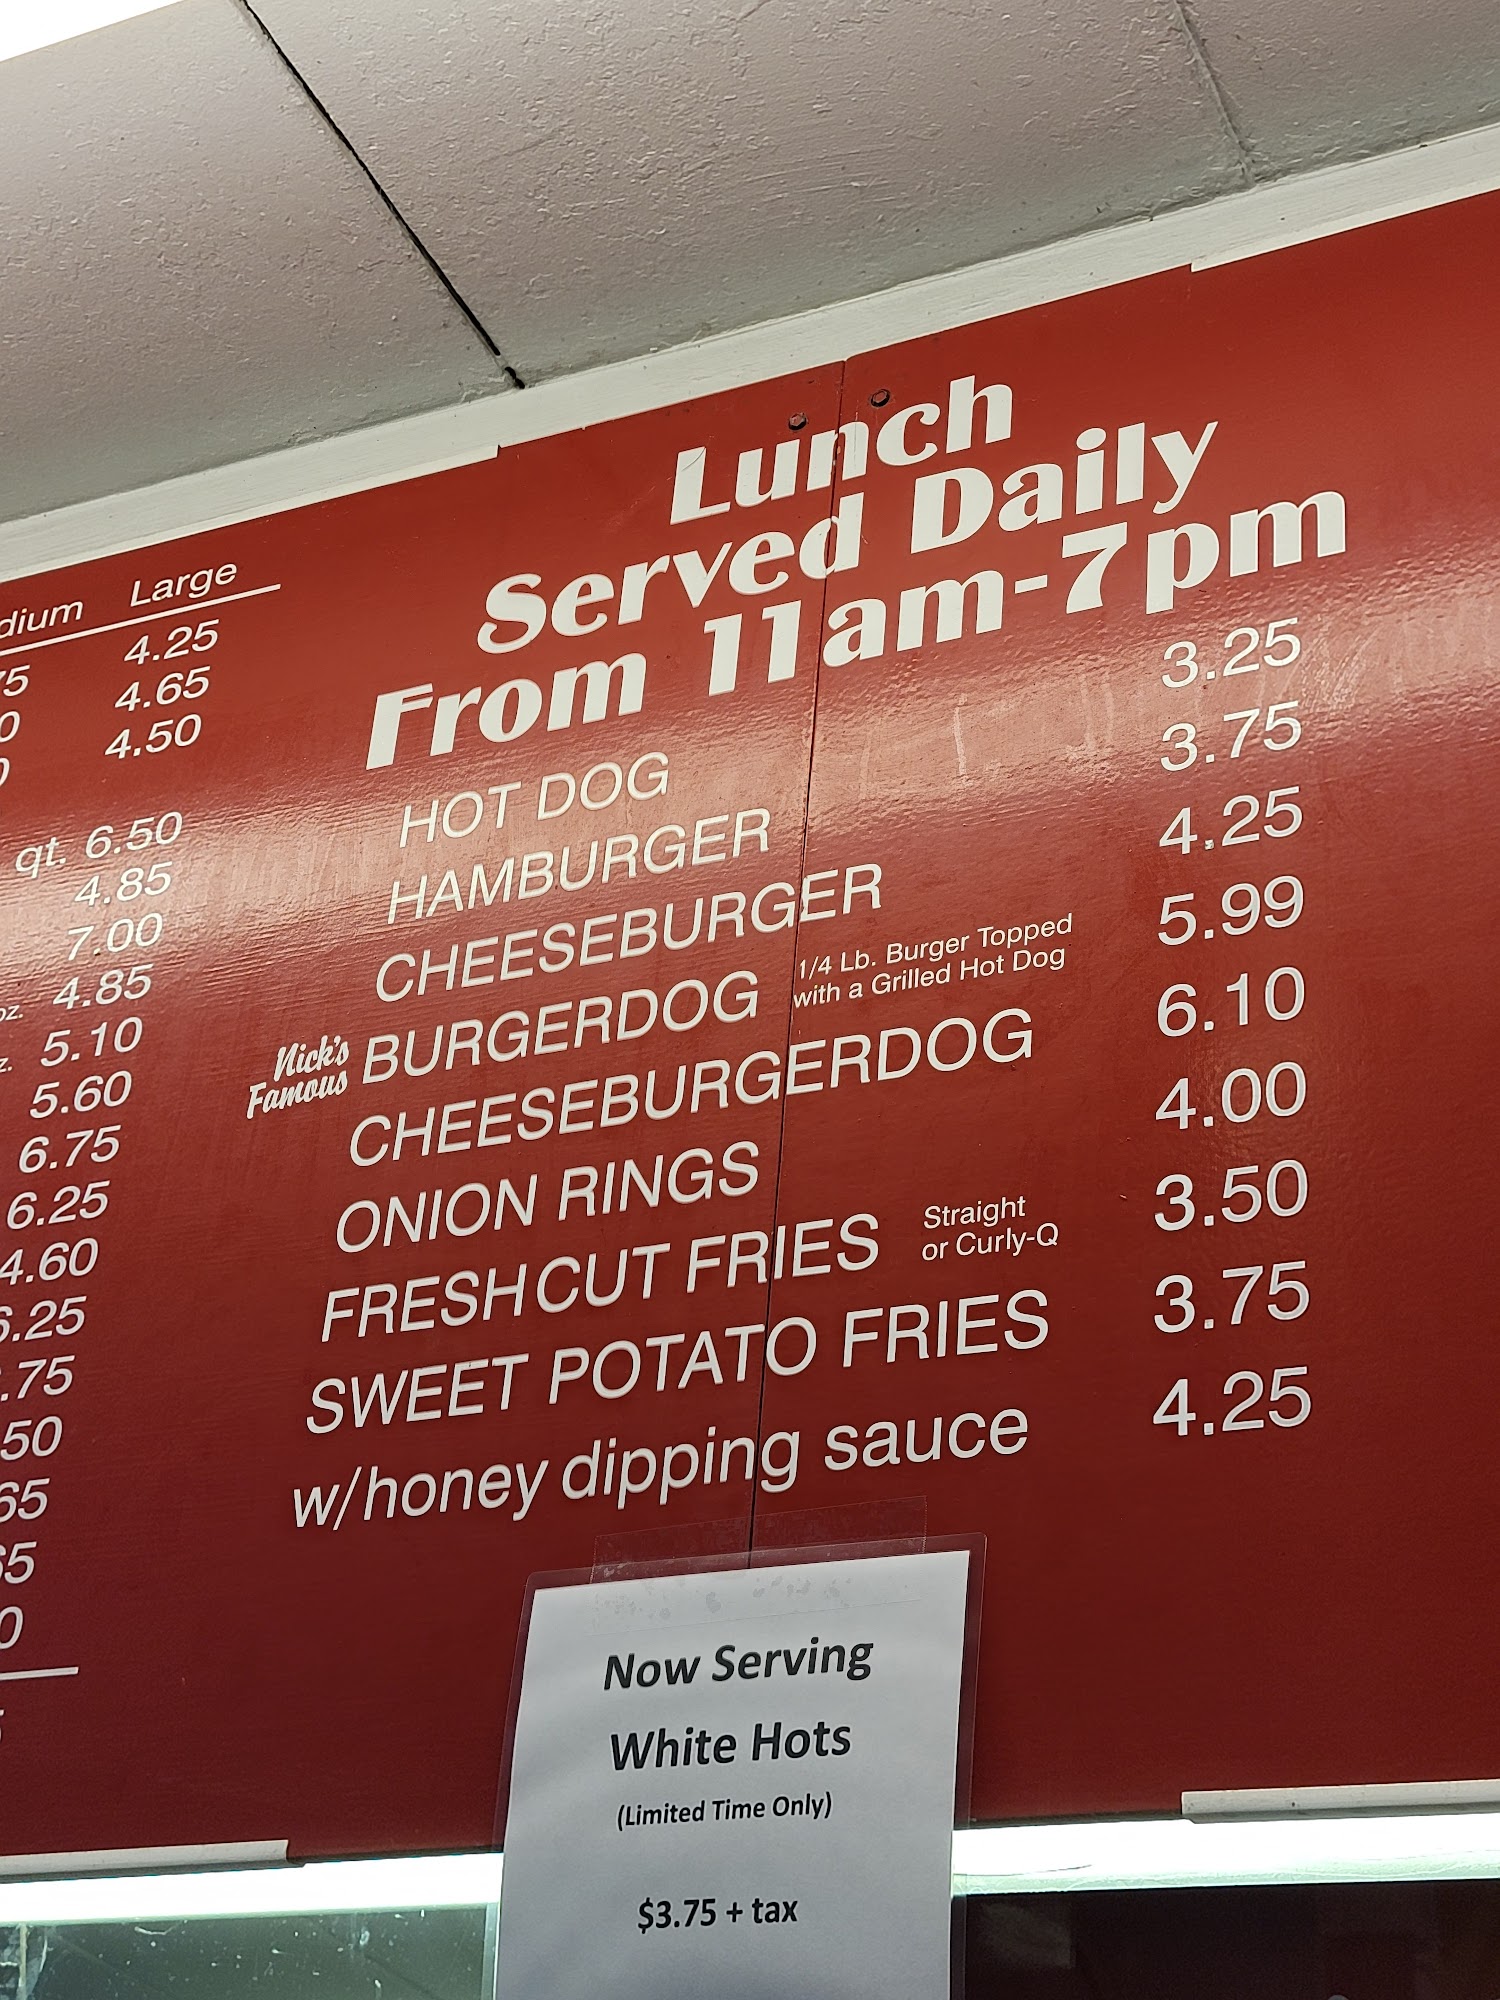 Large
4.25
4.65
4.50
qt. 6.50
4.85
7.00
4.85
5.10
5.60
6.75
6.25
4.60
Lunch
Served Daily
From 11am-7pm
HOT DOG 3.25
HAMBURGER 3.75
CHEESEBURGER 4.25
Nick's
Famous
BURGERDOG 1/4 Lb. Burger Topped
with a Grilled Hot Dog
5.99
CHEESEBURGERDOG 6.10
ONION RINGS 4.00
FRESH CUT FRIES Straight
or Curly-Q
3.50
SWEET POTATO FRIES 3.75
w/honey dipping sauce 4.25
Now Serving
White Hots
(Limited Time Only)
$3.75 + tax